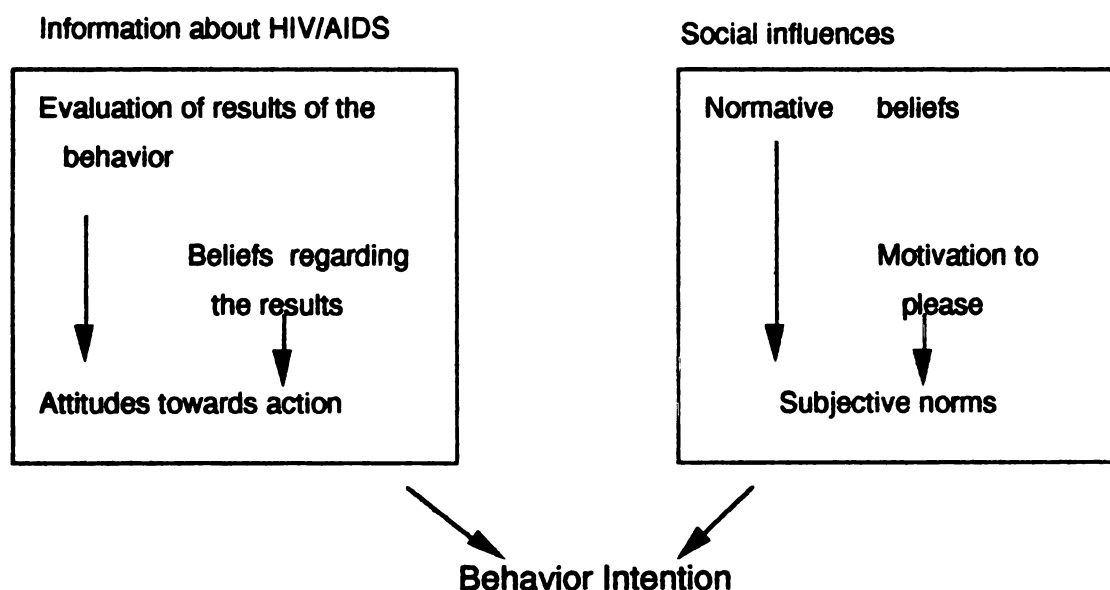 Information about HIV/AIDS
Evaluation of results of the
behavior
Beliefs regarding
the results
Attitudes towards action
Social influences
Normative beliefs
Motivation to
please
Subjective norms
Behavior Intention